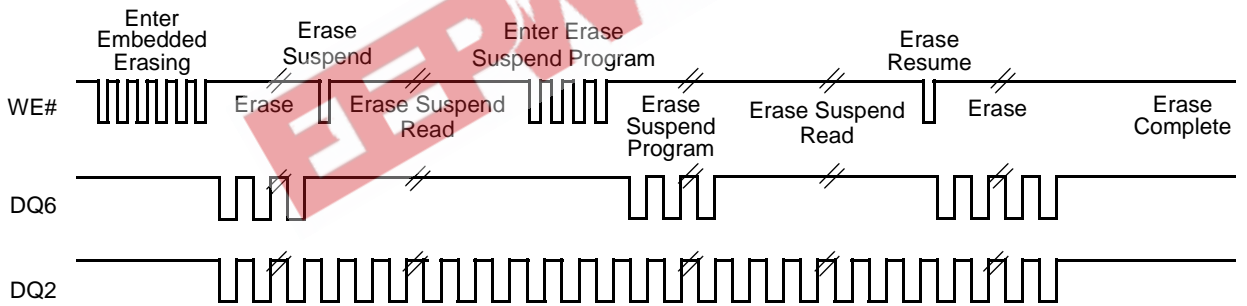 Enter
Embedded
Erasing
Erase
Suspend
Enter Erase
Suspend Program
Erase
Resume
WE#
Erase
Erase Suspend
Read
Erase
Suspend
Program
Erase Suspend
Read
Erase
Erase
Complete
DQ6
DQ2